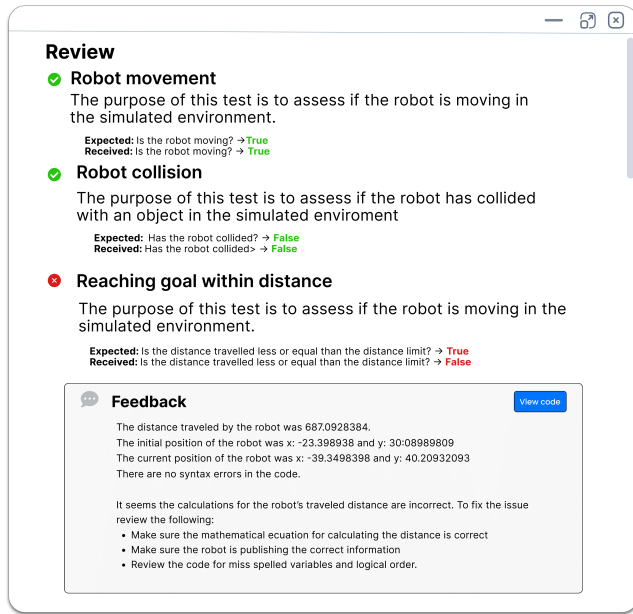 Review
Robot movement
The purpose of this test is to assess if the robot is moving in
the simulated environment.
Expected: Is the robot moving? →True
Received: Is the robot moving? → True
Robot collision
The purpose of this test is to assess if the robot has collided
with an object in the simulated enviroment
Expected: Has the robot collided? → False
Received: Has the robot collided> → False
Reaching goal within distance
The purpose of this test is to assess if the robot is moving in the
simulated environment.
Expected: Is the distance travelled less or equal than the distance limit? → True
Received: Is the distance travelled less or equal than the distance limit? → False
Feedback
View code
The distance traveled by the robot was 687.0928384.
The initial position of the robot was x: -23.398938 and y: 30:08989809
The current position of the robot was x: -39.3498398 and y: 40.20932093
There are no syntax errors in the code.
It seems the calculations for the robot’s traveled distance are incorrect. To fix the issue
review the following:
• Make sure the mathematical ecuation for calculating the distance is correct
• Make sure the robot is publishing the correct information
• Review the code for miss spelled variables and logical order.